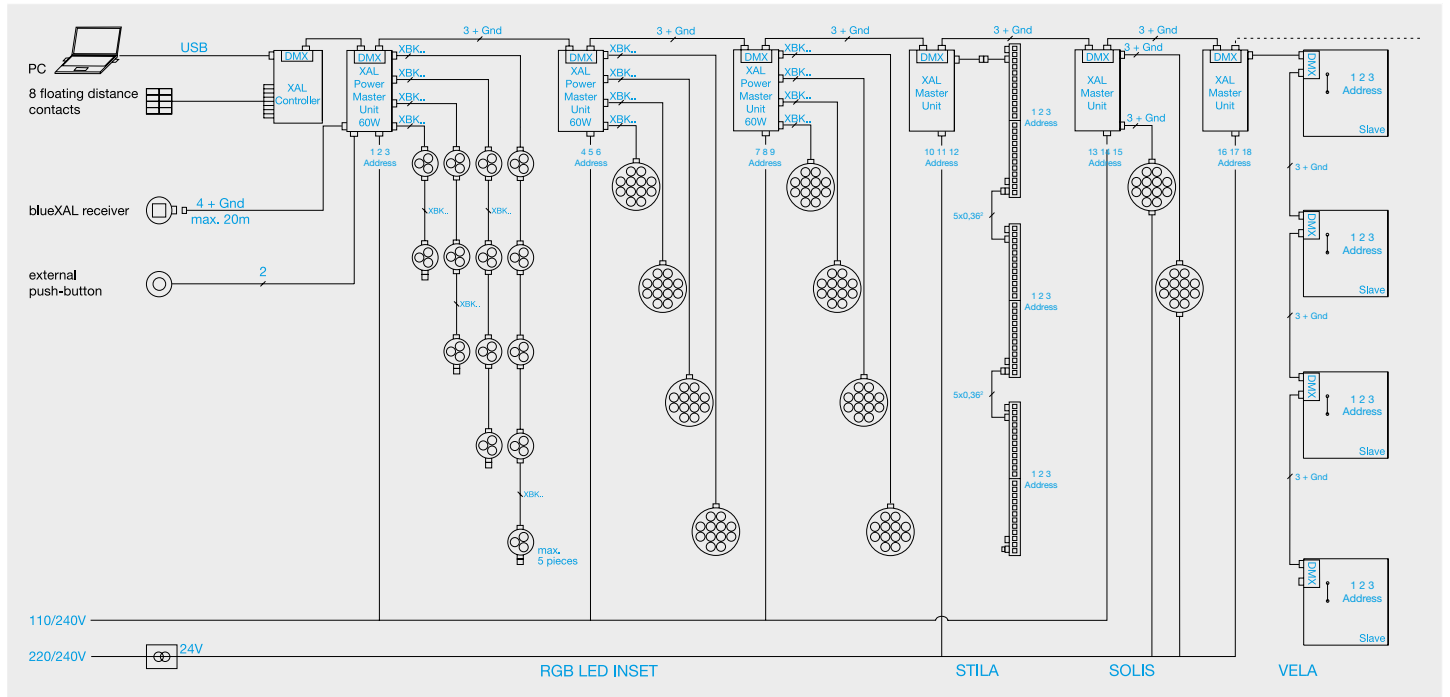 PC
USB
8 floating distance
contacts
DMX
XAL
Controller
blueXAL receiver
4 + Gnd
max. 20m
external
push-button
2
DMX
XAL
Power
Master
Unit
60W
1 2 3
Address
XBK..
XBK..
XBK..
XBK..
XBK..
XBK..
XBK..
XBK..
max.
5 pieces
3 + Gnd
DMX
XAL
Power
Master
Unit
60W
4 5 6
Address
XBK..
XBK..
XBK..
XBK..
3 + Gnd
DMX
XAL
Power
Master
Unit
60W
7 8 9
Address
XBK..
XBK..
XBK..
XBK..
3 + Gnd
DMX
XAL
Master
Unit
10 11 12
Address
1 2 3
Address
5x0,36²
1 2 3
Address
5x0,36²
1 2 3
Address
3 + Gnd
DMX
XAL
Master
Unit
13 14 15
Address
3 + Gnd
3 + Gnd
3 + Gnd
DMX
XAL
Master
Unit
16 17 18
Address
DMX
1 2 3
Address
Slave
3 + Gnd
DMX
1 2 3
Address
Slave
3 + Gnd
DMX
1 2 3
Address
Slave
3 + Gnd
DMX
1 2 3
Address
Slave
110/240V
220/240V
24V
RGB LED INSET
STILA
SOLIS
VELA